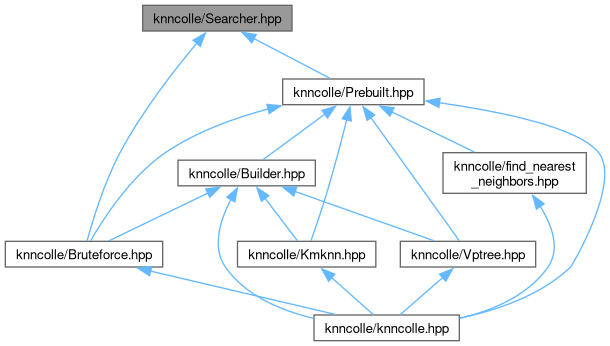 knncolle/Searcher.hpp
knncolle/Prebuilt.hpp
knncolle/find_nearest
_neighbors.hpp
knncolle/Builder.hpp
knncolle/Bruteforce.hpp
knncolle/Kmknn.hpp
knncolle/Vptree.hpp
knncolle/knncolle.hpp